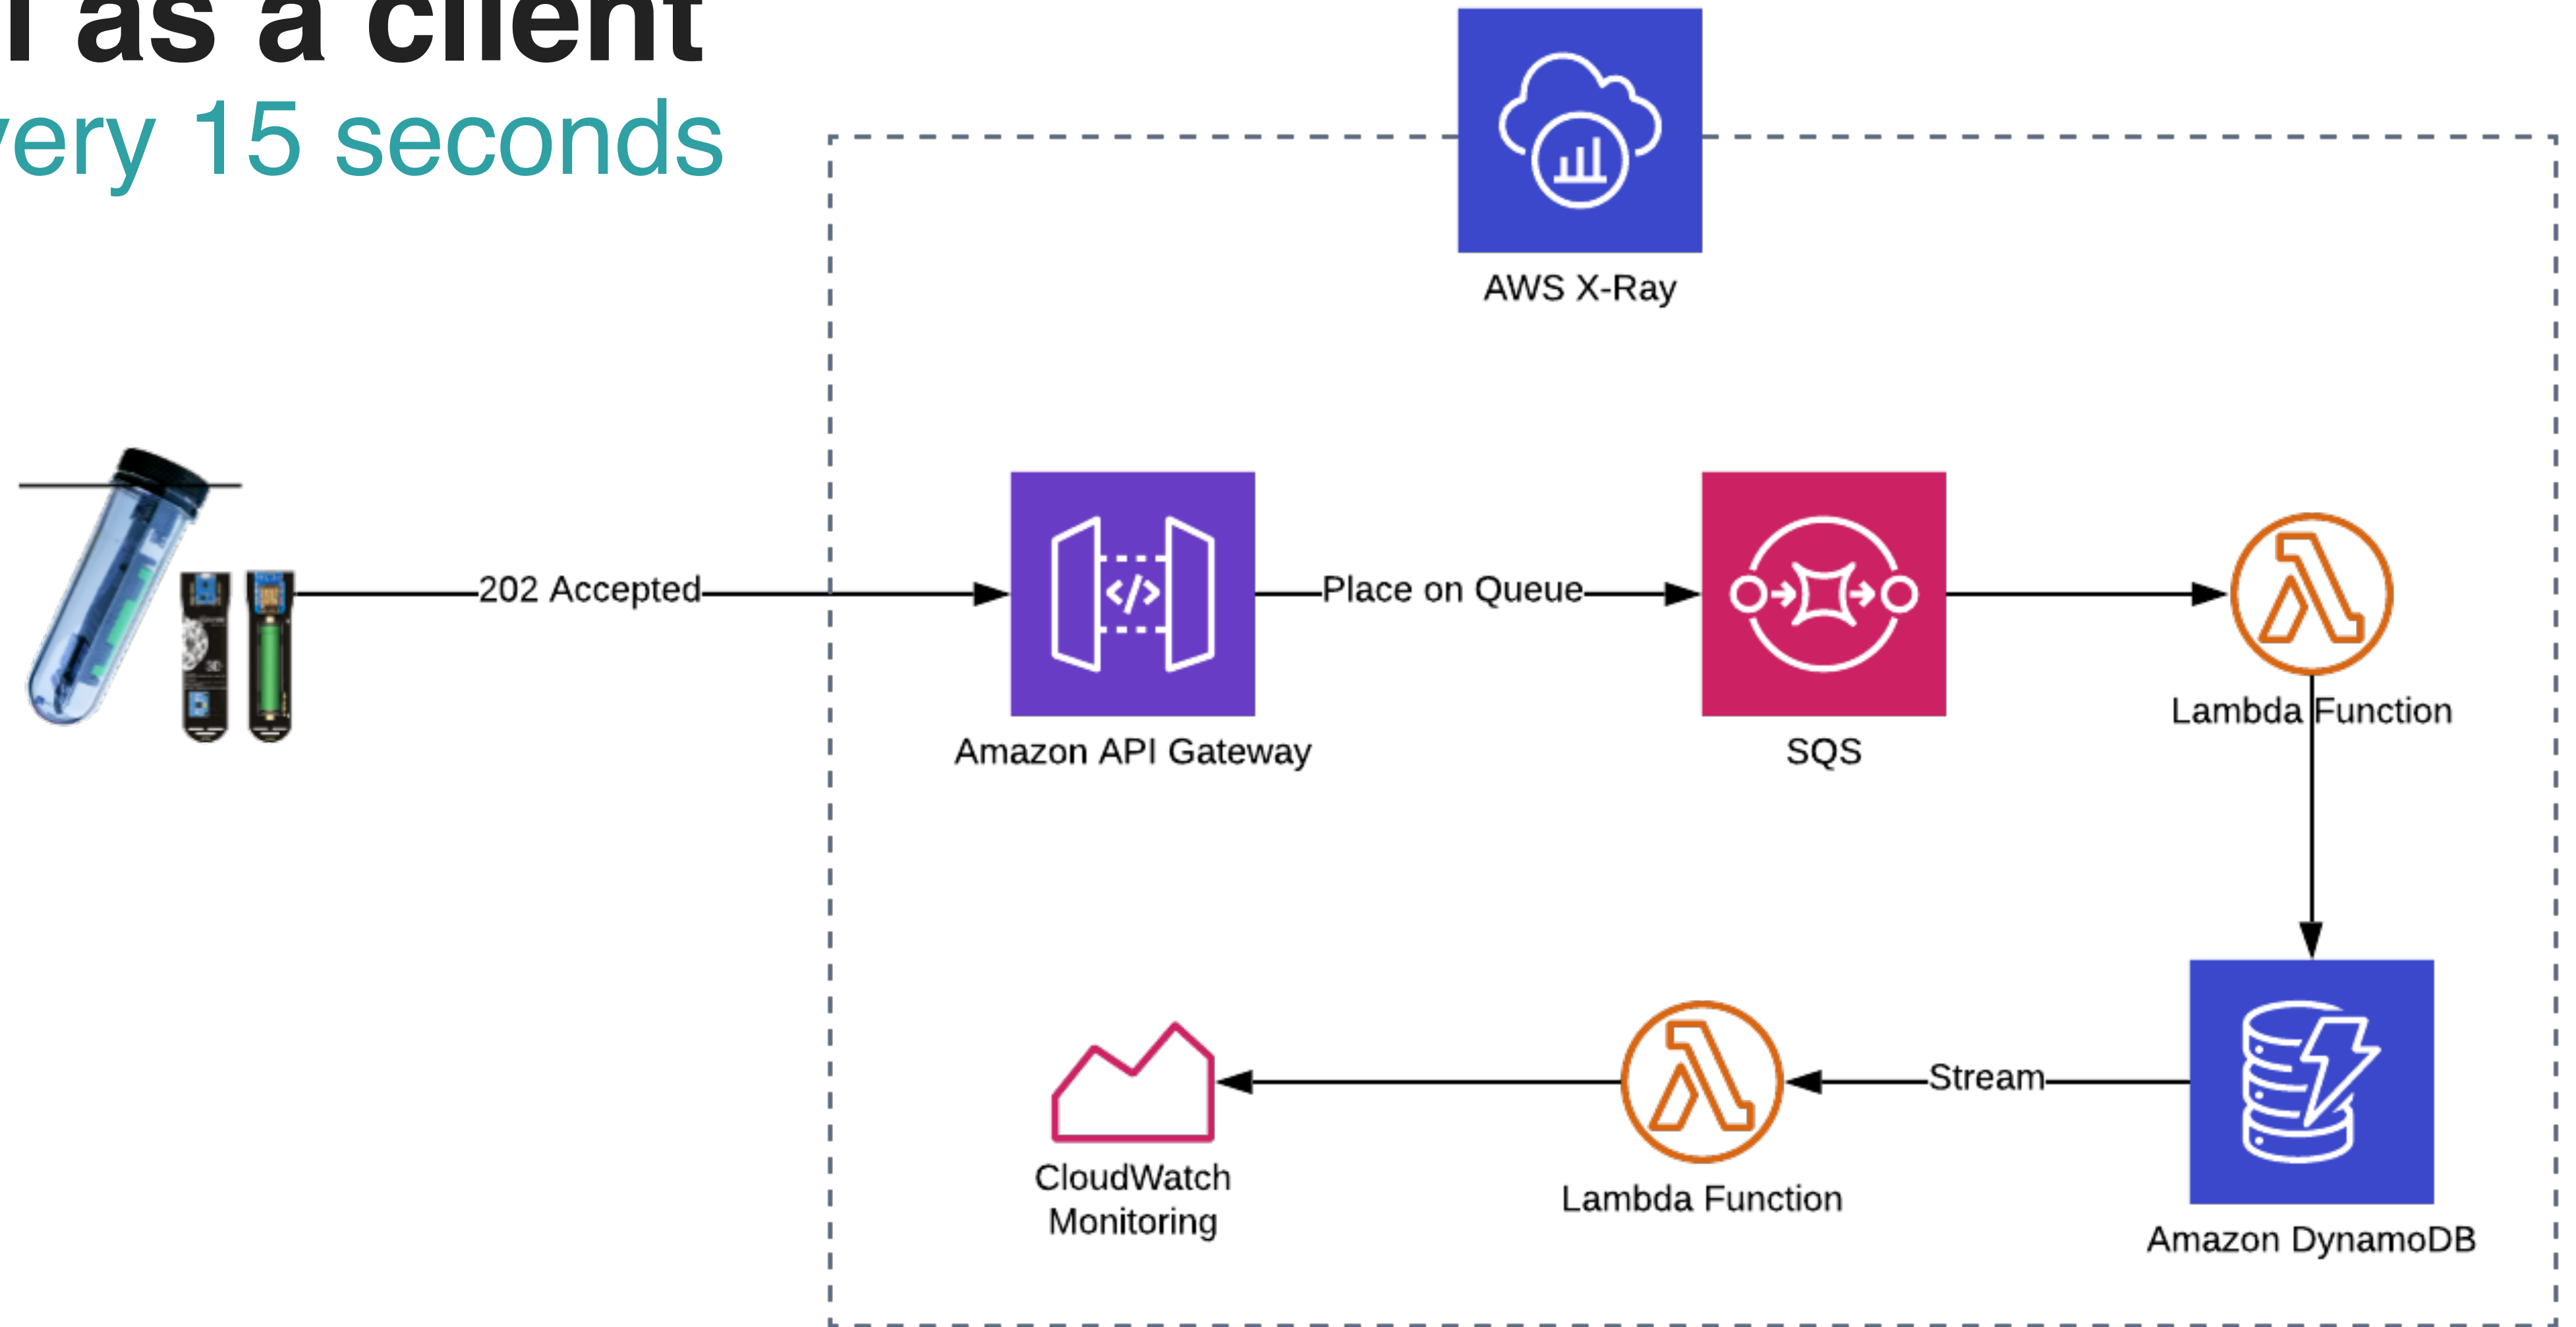 as a client
very 15 seconds
AWS X-Ray
202 Accepted
Place on Queue
Amazon API Gateway
SQS
Lambda Function
Stream
CloudWatch
Monitoring
Lambda Function
Amazon DynamoDB